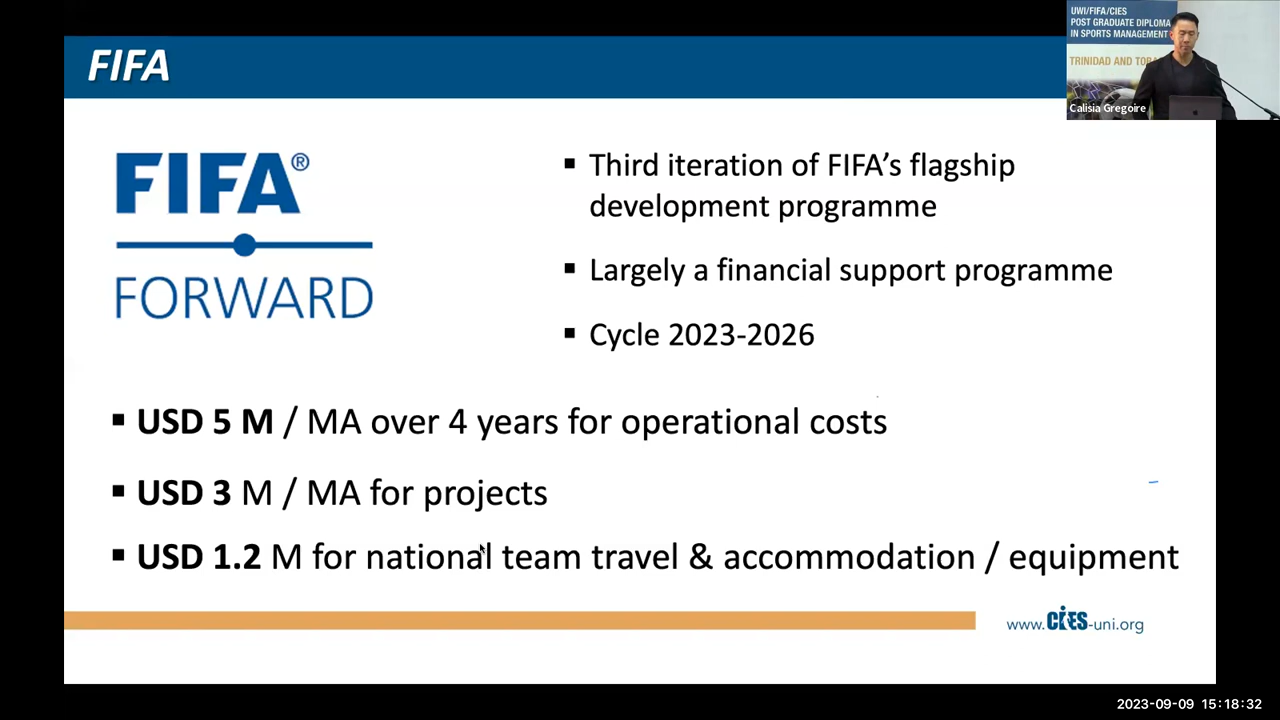 FIFA
UWI/FIFA/CIES
POST GRADUATE DIPLOMA
IN SPORTS MANAGEMENT
TRINIDAD AND
Calisia Gregoire
FIFA®
FORWARD
▪ Third iteration of FIFA’s flagship
development programme
▪ Largely a financial support programme
▪ Cycle 2023-2026
▪ USD 5 M / MA over 4 years for operational costs
▪ USD 3 M / MA for projects
▪ USD 1.2 M for national team travel & accommodation / equipment
www.CIES-uni.org
2023-09-09 15:18:32